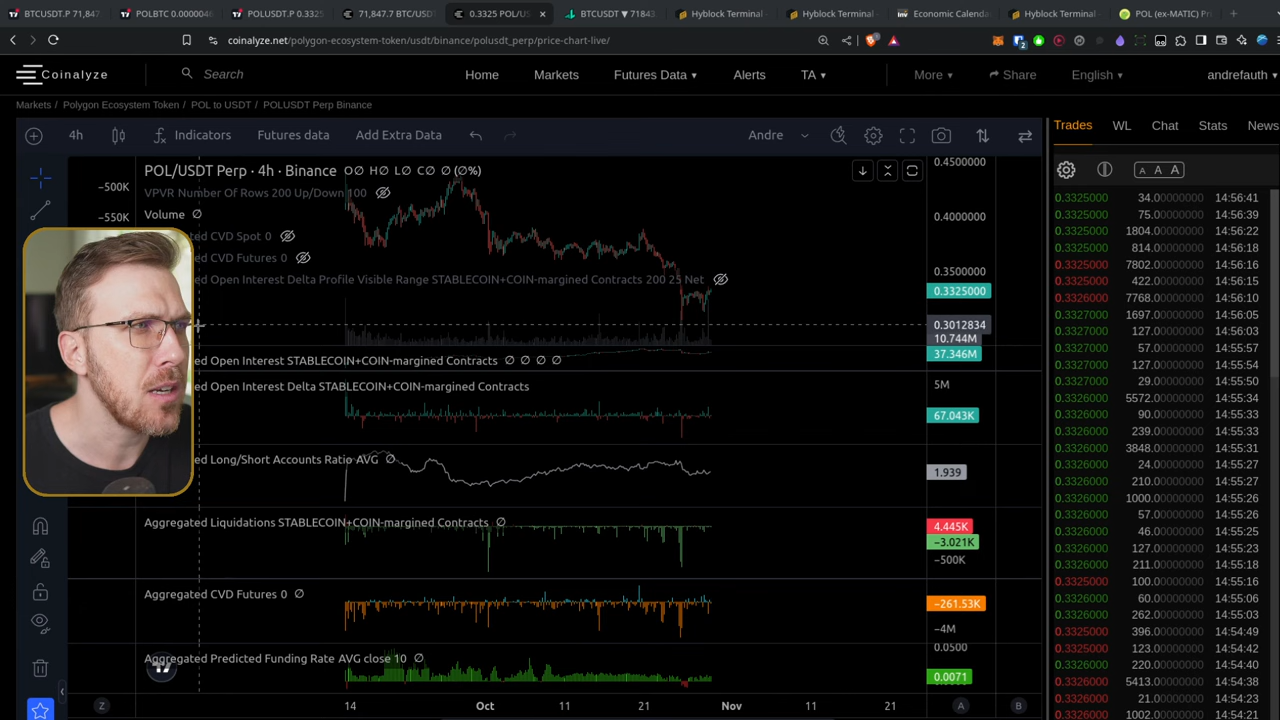 BTCUSDT.P 71,847
POLBTC 0.0000046
POLUSDT.P 0.3325
71,847.7 BTC/USD
0.3325 POL/US
BTCUSDT ▼ 71843
Hyblock Terminal
Hyblock Terminal
Economic Calenda
Hyblock Terminal
POL (ex-MATIC) Pri
coinalyze.net/polygon-ecosystem-token/usdt/binance/polusdt_perp/price-chart-live/
Coinalyze
Search
Home
Markets
Futures Data
Alerts
TA
More
Share
English
andrefauth
Markets / Polygon Ecosystem Token / POL to USDT / POLUSDT Perp Binance
4h
Indicators
Futures data
Add Extra Data
Andre
Trades
WL
Chat
Stats
News
POL/USDT Perp · 4h · Binance O∅ H∅ L∅ C∅ ∅ (∅%)
VPVR Number Of Rows 200 Up/Down 100
Volume ∅
ated CVD Spot 0
ated CVD Futures 0
ed Open Interest Delta Profile Visible Range STABLECOIN+COIN-margined Contracts 200 25 Net
ed Open Interest STABLECOIN+COIN-margined Contracts ∅ ∅ ∅ ∅
ed Open Interest Delta STABLECOIN+COIN-margined Contracts
ed Long/Short Accounts Ratio AVG ∅
Aggregated Liquidations STABLECOIN+COIN-margined Contracts ∅
Aggregated CVD Futures 0 ∅
Aggregated Predicted Funding Rate AVG close 10 ∅
−500K
−550K
0.4500000
0.4000000
0.3500000
0.3325000
0.3012834
10.744M
37.346M
5M
67.043K
1.939
4.445K
−3.021K
−500K
−261.53K
−4M
0.0500
0.0071
Z
14
Oct
11
21
Nov
11
21
A
B
A A A
0.3325000 34.0000000 14:56:41
0.3325000 75.0000000 14:56:39
0.3325000 1804.0000000 14:56:22
0.3325000 814.0000000 14:56:18
0.3325000 7802.0000000 14:56:16
0.3325000 422.0000000 14:56:15
0.3326000 7768.0000000 14:56:10
0.3327000 1697.0000000 14:56:05
0.3327000 127.0000000 14:56:03
0.3327000 57.0000000 14:55:57
0.3327000 127.0000000 14:55:54
0.3327000 29.0000000 14:55:50
0.3326000 5572.0000000 14:55:34
0.3326000 90.0000000 14:55:33
0.3326000 239.0000000 14:55:33
0.3326000 3848.0000000 14:55:31
0.3326000 24.0000000 14:55:27
0.3326000 210.0000000 14:55:27
0.3326000 1000.0000000 14:55:26
0.3326000 57.0000000 14:55:26
0.3326000 46.0000000 14:55:25
0.3326000 127.0000000 14:55:23
0.3326000 211.0000000 14:55:18
0.3325000 100.0000000 14:55:16
0.3326000 60.0000000 14:55:06
0.3326000 262.0000000 14:55:03
0.3325000 396.0000000 14:54:49
0.3325000 123.0000000 14:54:42
0.3326000 220.0000000 14:54:40
0.3325000 5413.0000000 14:54:38
0.3326000 21.0000000 14:54:23
0.3326000 1002.0000000 14:54:21